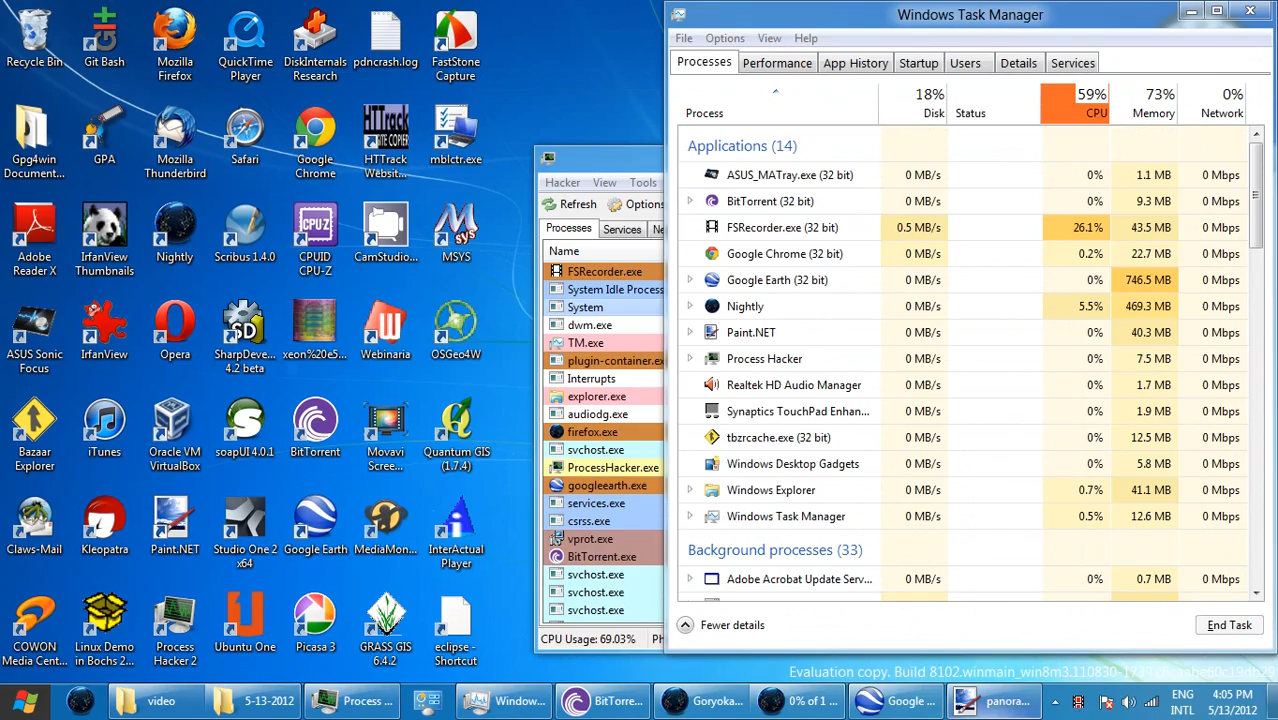 Recycle Bin
Git Bash
Mozilla
Firefox
QuickTime
Player
DiskInternals
Research
pdncrash.log
FastStone
Capture
Gpg4win
Document...
GPA
Mozilla
Thunderbird
Safari
Google
Chrome
HTTrack
Website...
mblctr.exe
Adobe
Reader X
IrfanView
Thumbnails
Nightly
Scribus 1.4.0
CPUID
CPU-Z
CamStudio...
MSYS
ASUS Sonic
Focus
IrfanView
Opera
SharpDeve...
4.2 beta
xeon%20e5...
Webinaria
OSGeo4W
Bazaar
Explorer
iTunes
Oracle VM
VirtualBox
soapUI 4.0.1
BitTorrent
Movavi
Scree...
Quantum GIS
(1.7.4)
Claws-Mail
Kleopatra
Paint.NET
Studio One 2
x64
Google Earth
MediaMon...
InterActual
Player
COWON
Media Cent...
Linux Demo
in Bochs 2...
Process
Hacker 2
Ubuntu One
Picasa 3
GRASS GIS
6.4.2
eclipse -
Shortcut
Hacker View Tools
Refresh Options
Processes Services Ne
Name
FSRecorder.exe
System Idle Process
System
dwm.exe
TM.exe
plugin-container.ex
Interrupts
explorer.exe
audiodg.exe
firefox.exe
svchost.exe
ProcessHacker.exe
googleearth.exe
services.exe
csrss.exe
vprot.exe
BitTorrent.exe
svchost.exe
svchost.exe
svchost.exe
CPU Usage: 69.03% Ph
Windows Task Manager
File Options View Help
Processes Performance App History Startup Users Details Services
18% 59% 73% 0%
Process Disk Status CPU Memory Network
Applications (14)
ASUS_MATray.exe (32 bit) 0 MB/s 0% 1.1 MB 0 Mbps
BitTorrent (32 bit) 0 MB/s 0% 9.3 MB 0 Mbps
FSRecorder.exe (32 bit) 0.5 MB/s 26.1% 43.5 MB 0 Mbps
Google Chrome (32 bit) 0 MB/s 0.2% 22.7 MB 0 Mbps
Google Earth (32 bit) 0 MB/s 0% 746.5 MB 0 Mbps
Nightly 0 MB/s 5.5% 469.3 MB 0 Mbps
Paint.NET 0 MB/s 0% 40.3 MB 0 Mbps
Process Hacker 0 MB/s 0% 7.5 MB 0 Mbps
Realtek HD Audio Manager 0 MB/s 0% 1.7 MB 0 Mbps
Synaptics TouchPad Enhan... 0 MB/s 0% 1.9 MB 0 Mbps
tbzrcache.exe (32 bit) 0 MB/s 0% 12.5 MB 0 Mbps
Windows Desktop Gadgets 0 MB/s 0% 5.8 MB 0 Mbps
Windows Explorer 0 MB/s 0.7% 41.1 MB 0 Mbps
Windows Task Manager 0 MB/s 0.5% 12.6 MB 0 Mbps
Background processes (33)
Adobe Acrobat Update Serv... 0 MB/s 0% 0.7 MB 0 Mbps
Fewer details End Task
Evaluation copy. Build 8102.winmain_win8m3.110830-17
video 5-13-2012 Process ... Window... BitTorre... Goryoka... 0% of 1 ... Google ... panora...
ENG
INTL
4:05 PM
5/13/2012